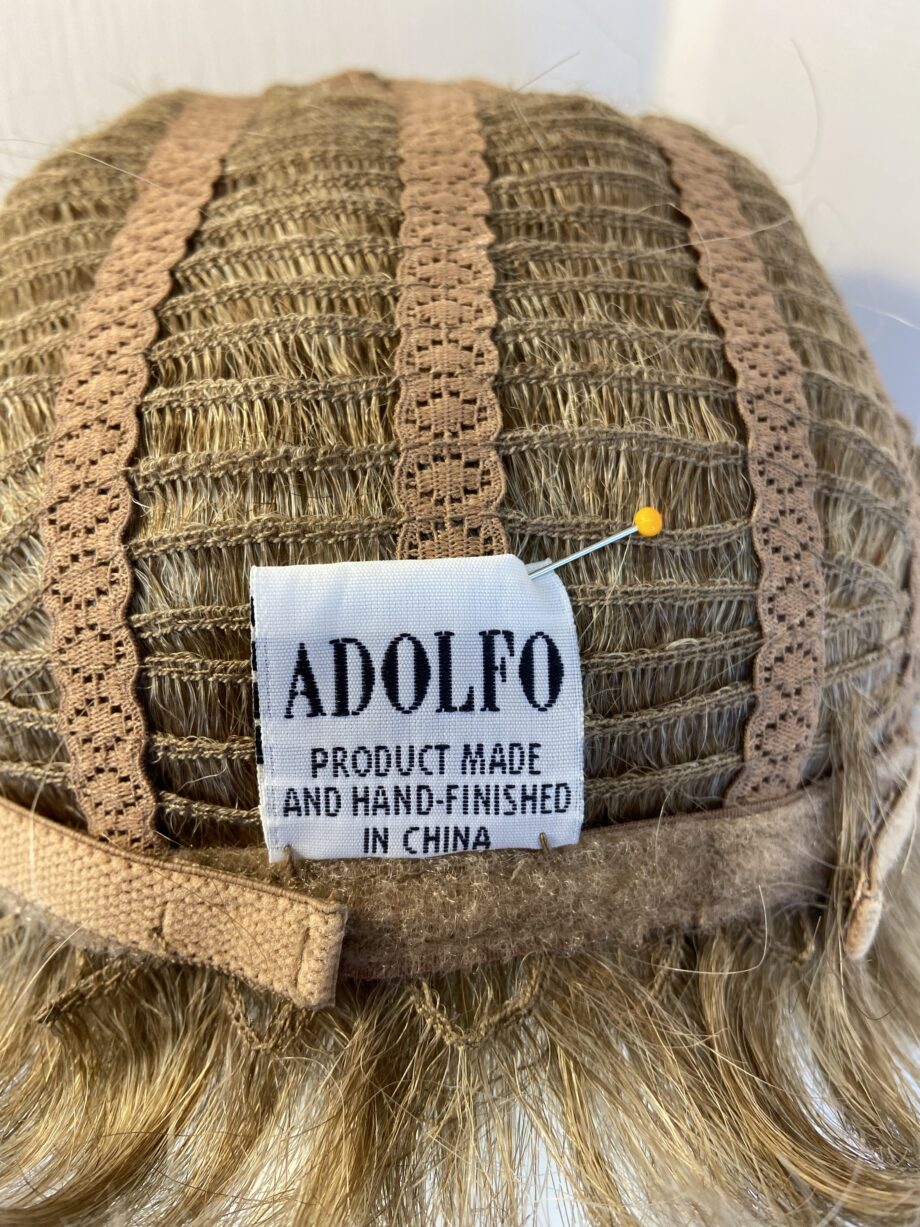 ADOLFO
PRODUCT MADE
AND HAND-FINISHED
IN CHINA